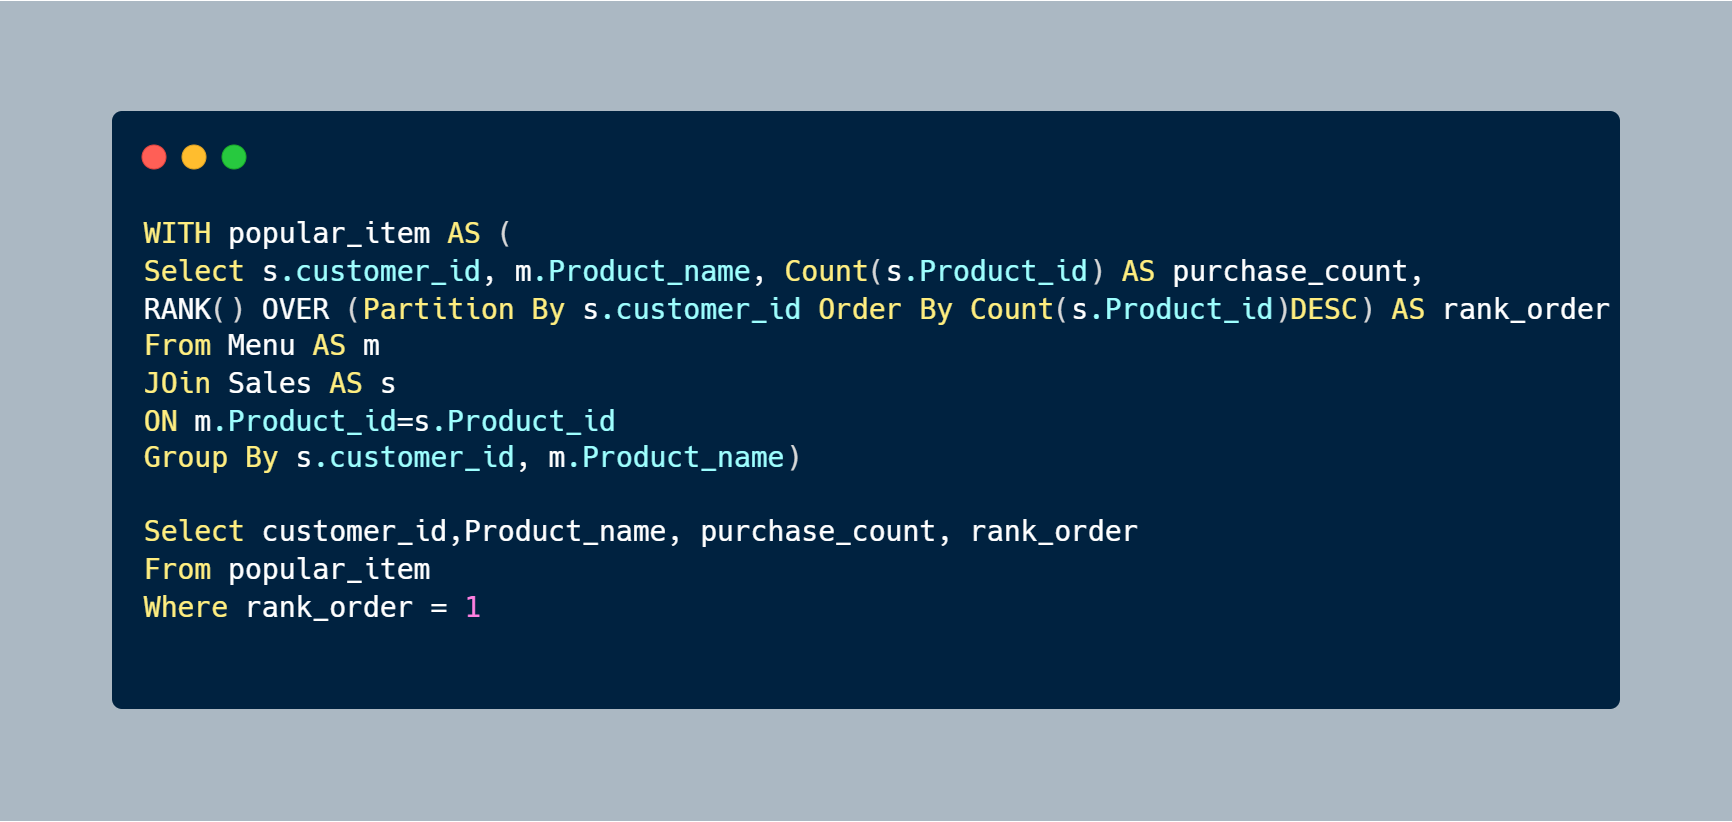 WITH popular_item AS (
Select s.customer_id, m.Product_name, Count(s.Product_id) AS purchase_count,
RANK() OVER (Partition By s.customer_id Order By Count(s.Product_id)DESC) AS rank_order
From Menu AS m
JOin Sales AS s
ON m.Product_id=s.Product_id
Group By s.customer_id, m.Product_name)
Select customer_id,Product_name, purchase_count, rank_order
From popular_item
Where rank_order = 1